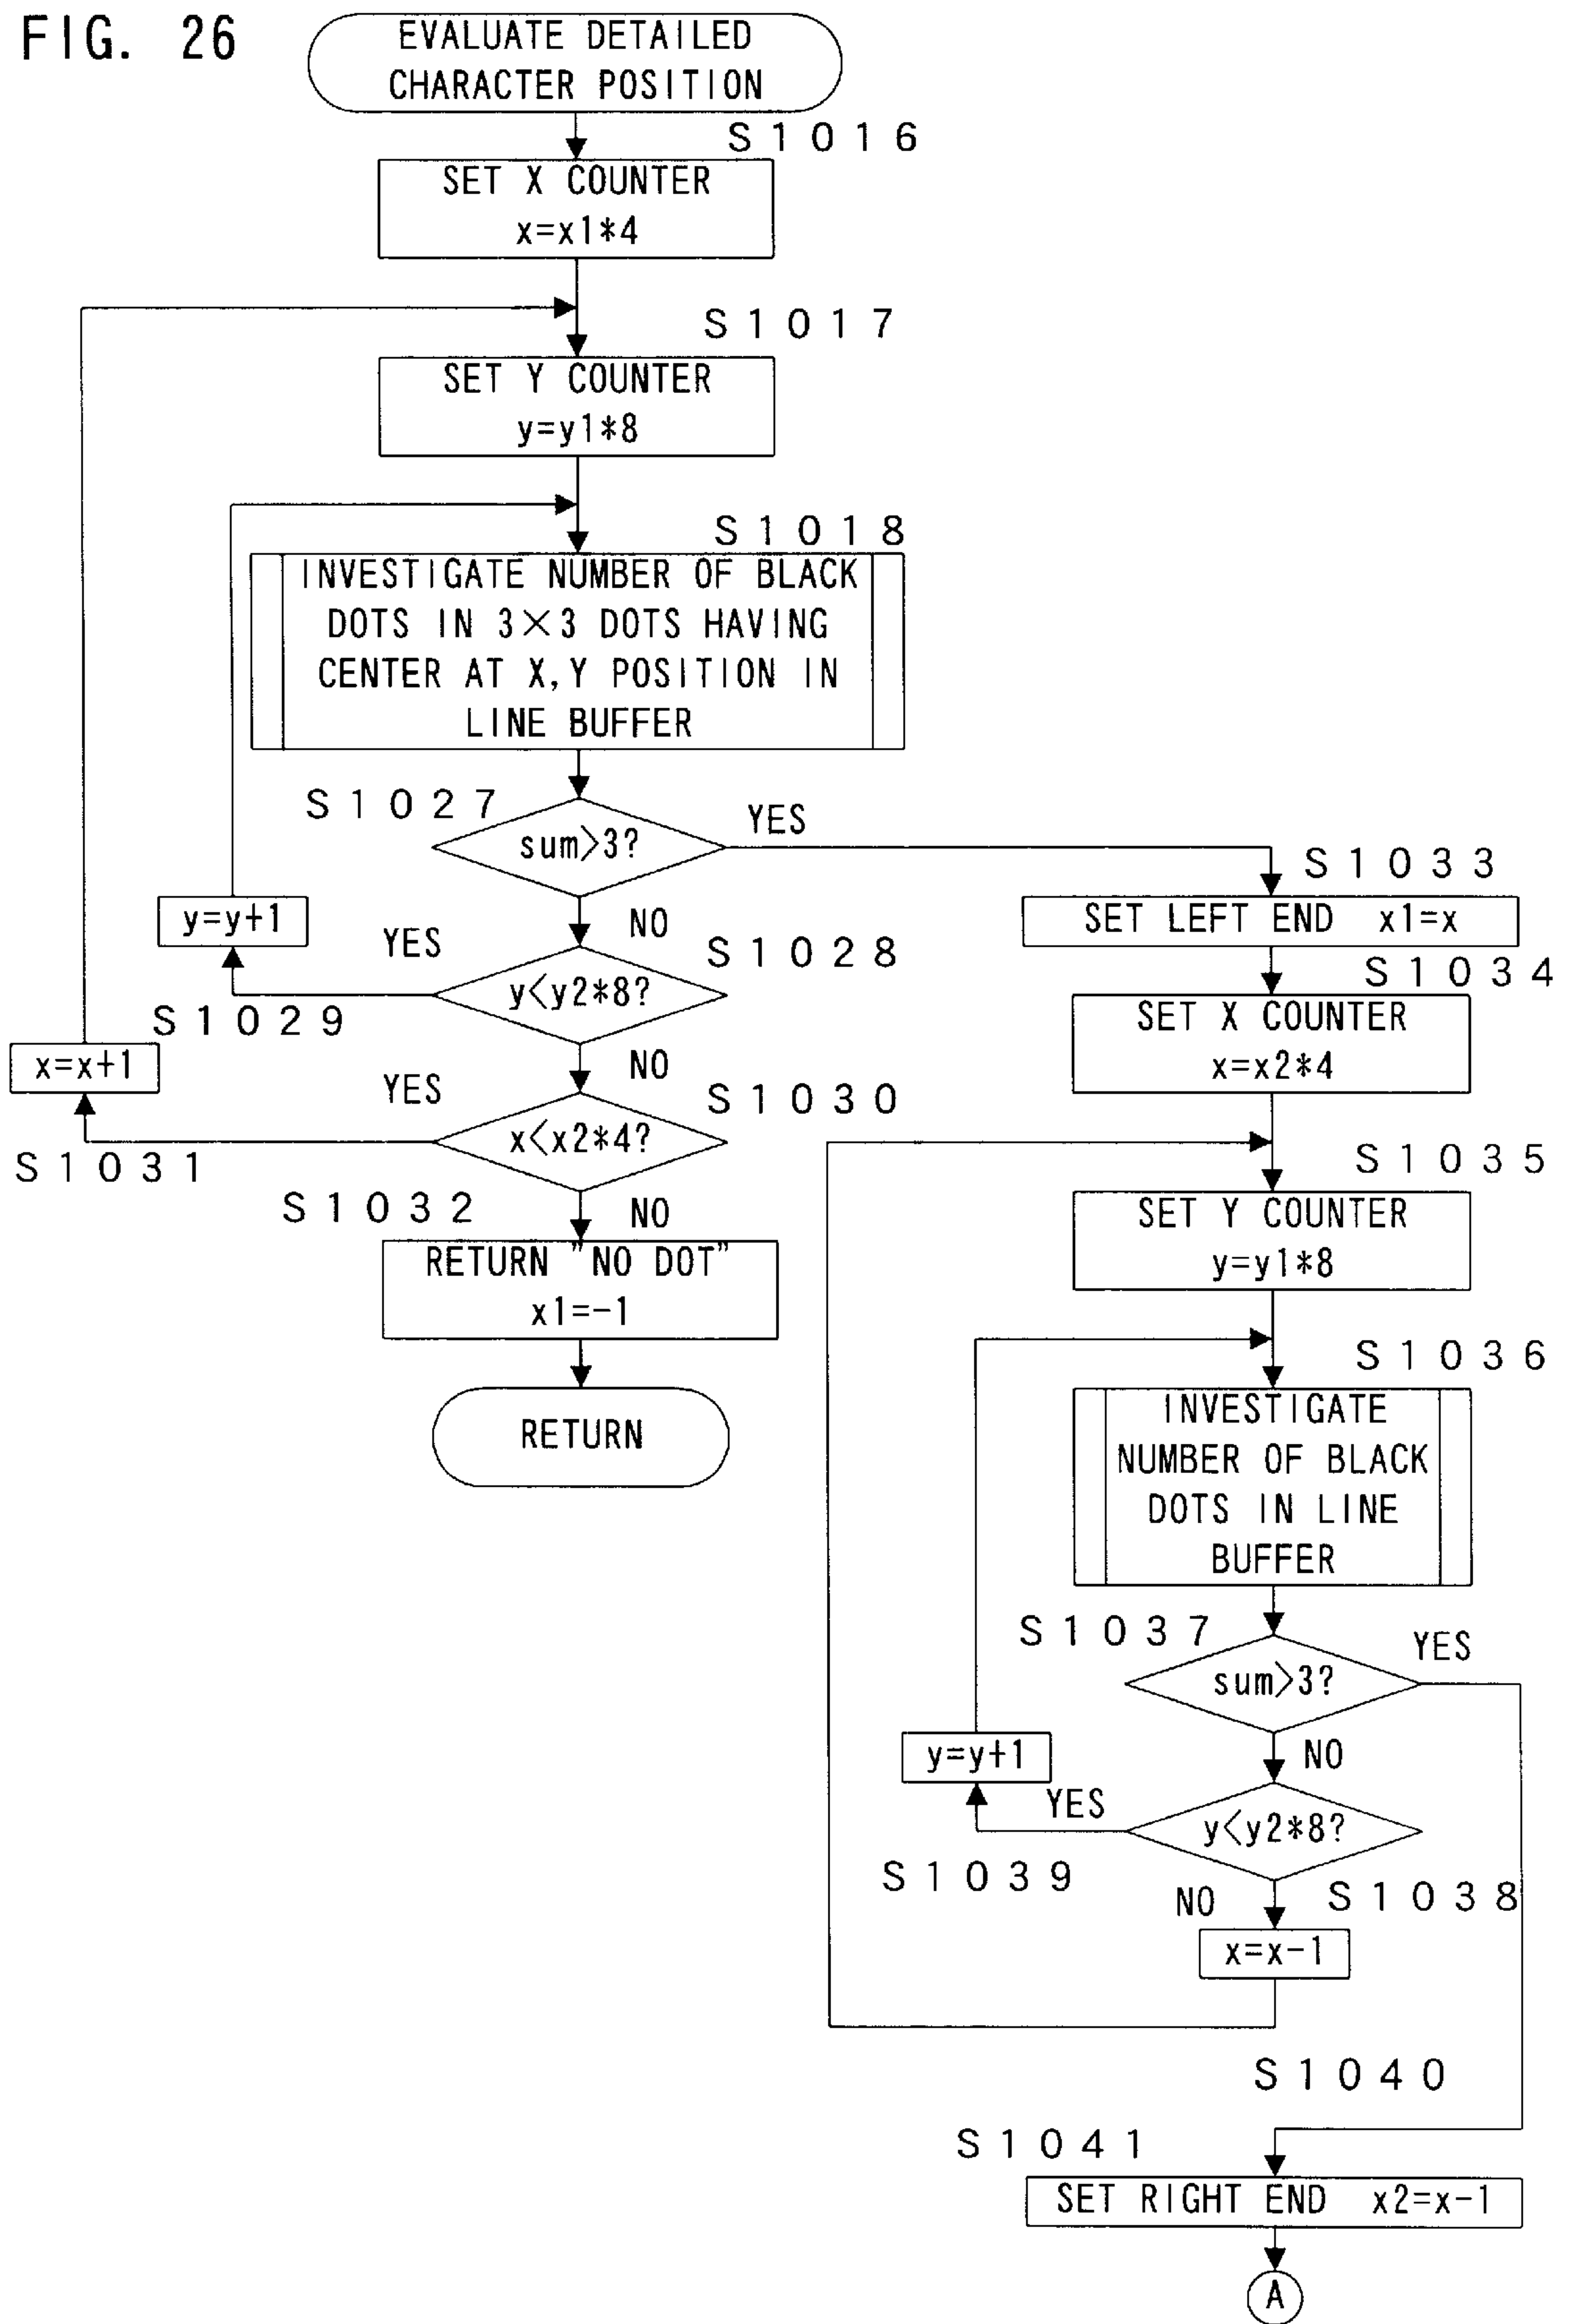 FIG. 26
EVALUATE DETAILED
CHARACTER POSITION
S1016
SET X COUNTER
x=x1*4
S1017
SET Y COUNTER
y=y1*8
S1018
INVESTIGATE NUMBER OF BLACK
DOTS IN 3×3 DOTS HAVING
CENTER AT X,Y POSITION IN
LINE BUFFER
S1027
sum>3?
YES
NO
y=y+1
YES
S1028
y<y2*8?
S1029
NO
x=x+1
YES
S1030
x<x2*4?
S1031
S1032
NO
RETURN "NO DOT"
x1=-1
RETURN
S1033
SET LEFT END x1=x
S1034
SET X COUNTER
x=x2*4
S1035
SET Y COUNTER
y=y1*8
S1036
INVESTIGATE
NUMBER OF BLACK
DOTS IN LINE
BUFFER
S1037
YES
sum>3?
NO
y=y+1
YES
y<y2*8?
S1039
NO
S1038
x=x-1
S1040
S1041
SET RIGHT END x2=x-1
A